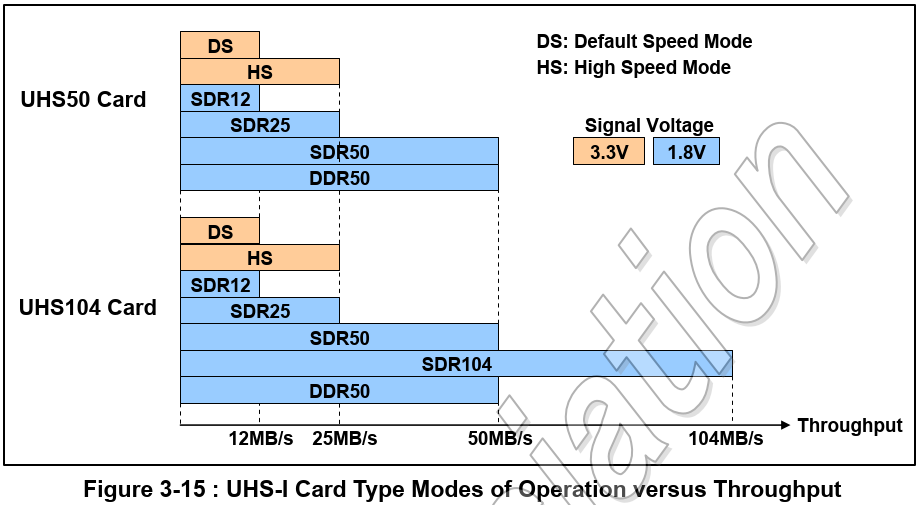 DS: Default Speed Mode
HS: High Speed Mode
Signal Voltage
3.3V 1.8V
UHS50 Card
DS
HS
SDR12
SDR25
SDR50
DDR50
UHS104 Card
DS
HS
SDR12
SDR25
SDR50
SDR104
DDR50
Throughput
12MB/s 25MB/s 50MB/s 104MB/s
Figure 3-15 : UHS-I Card Type Modes of Operation versus Throughput